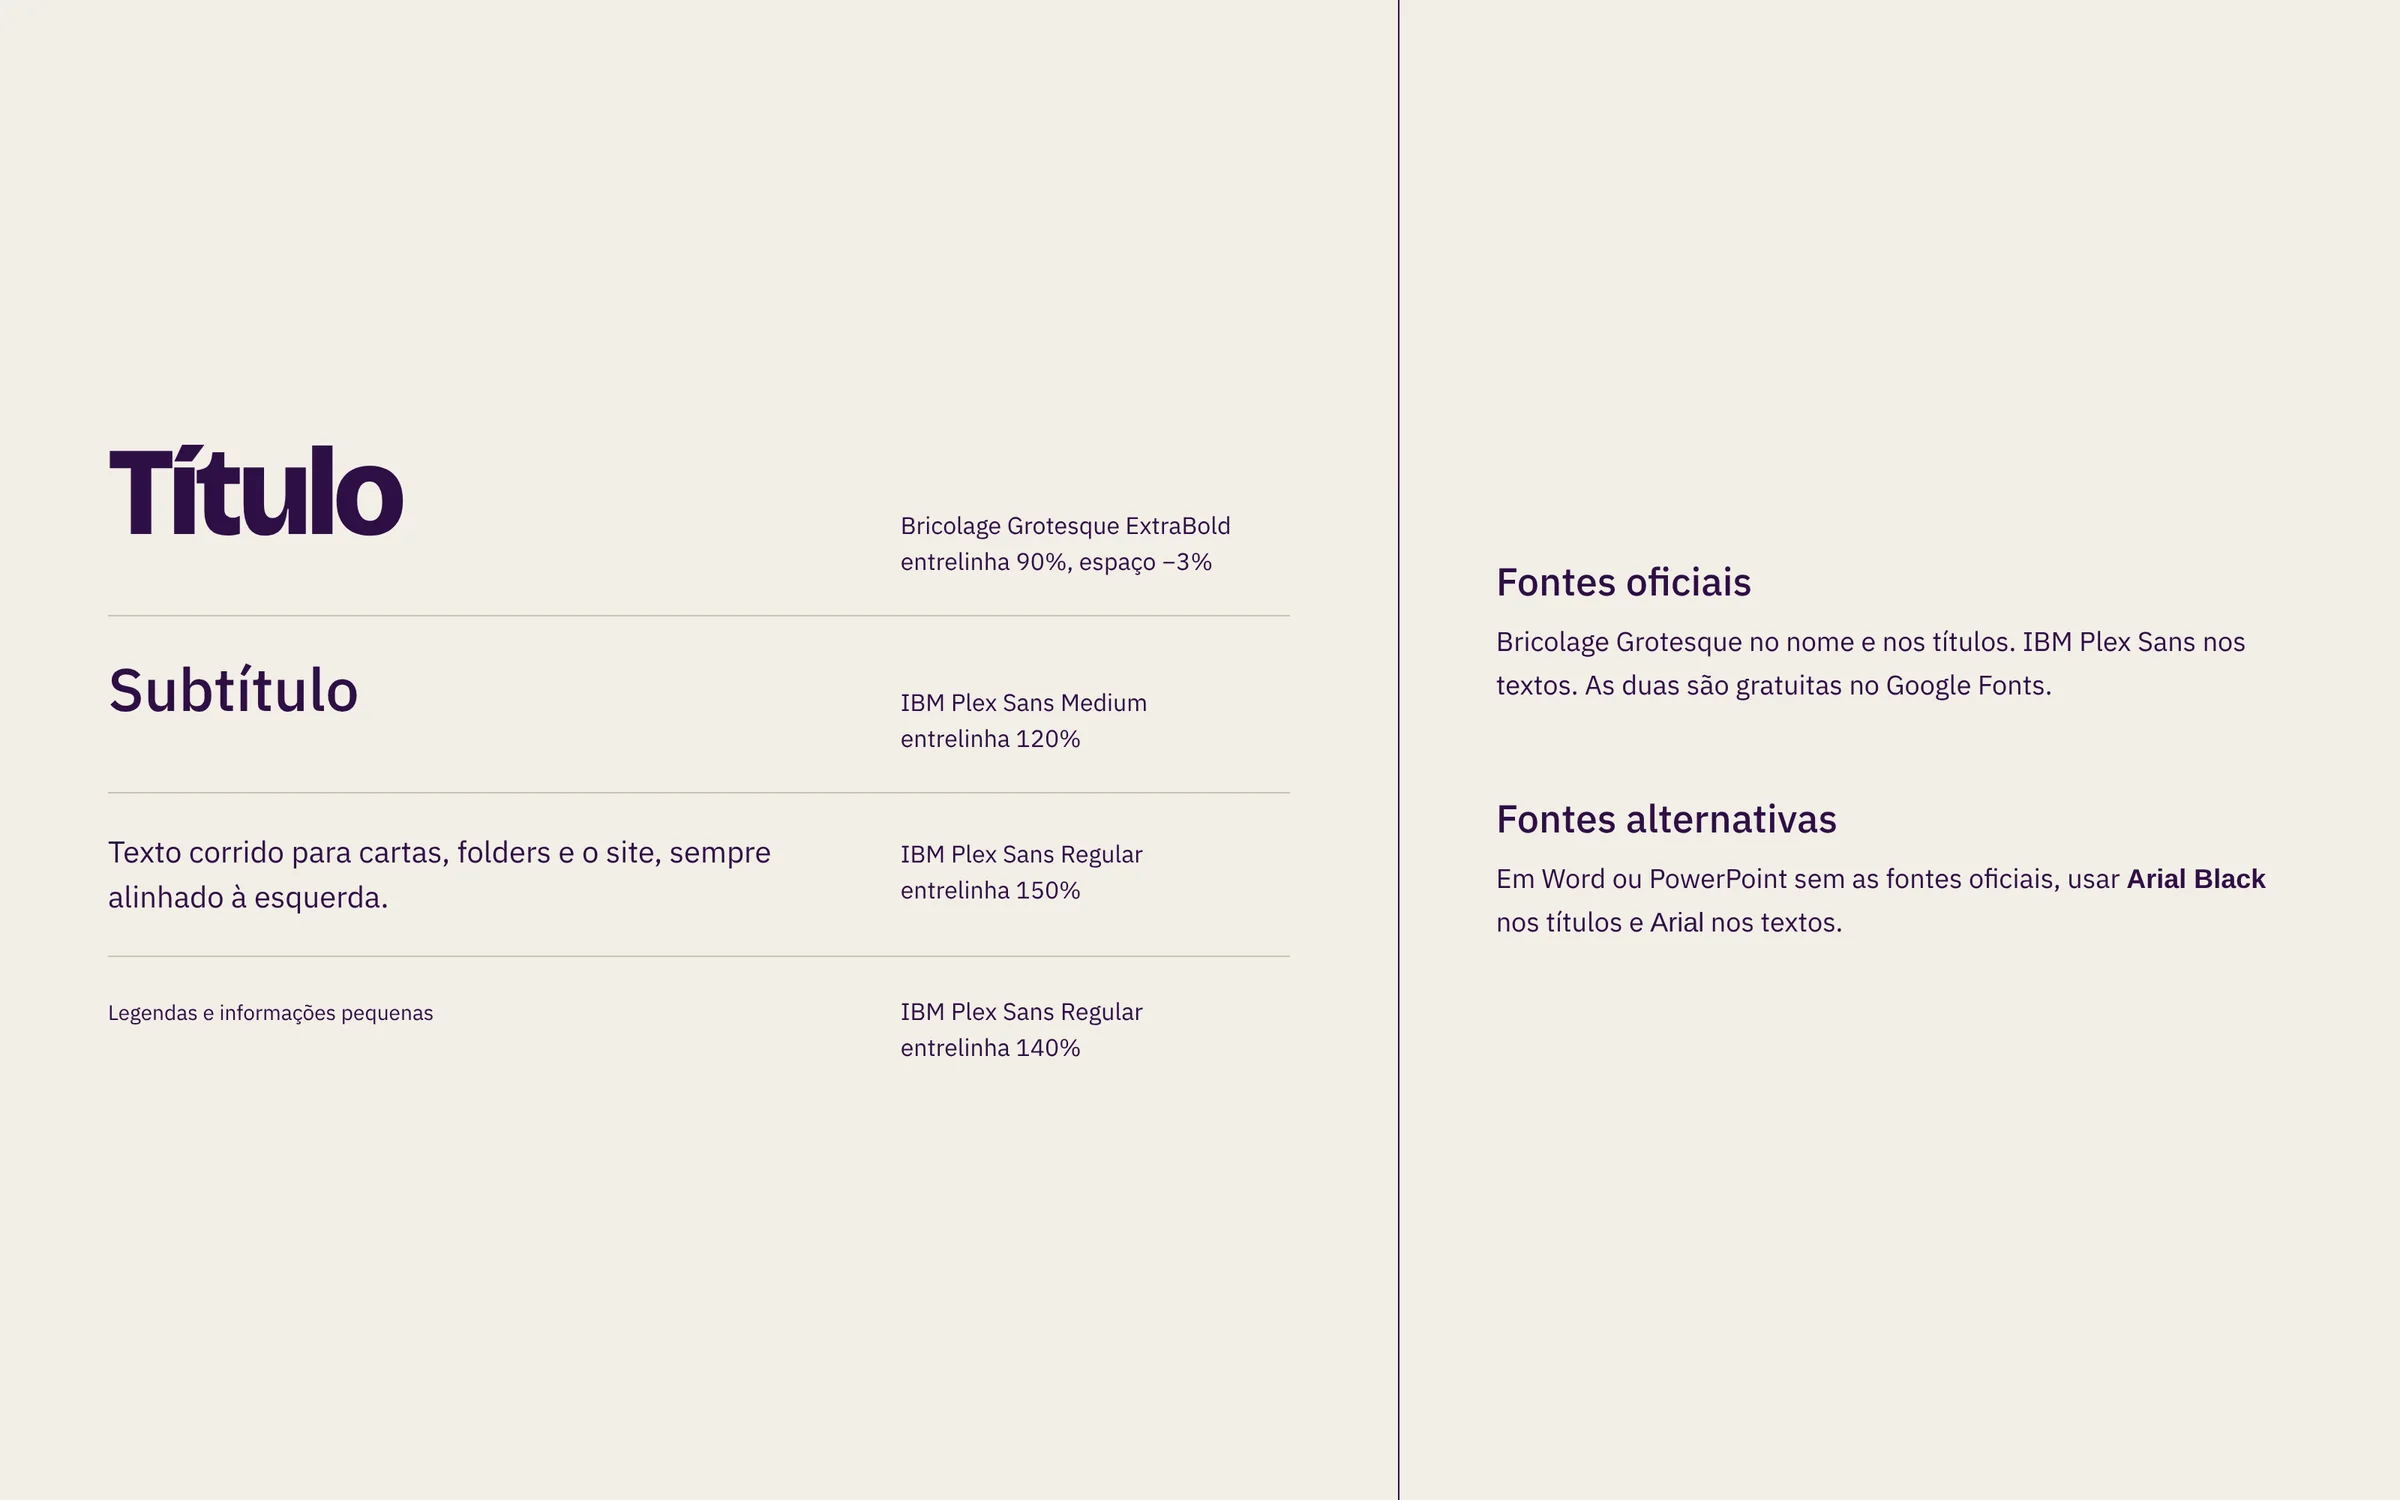 Título
Bricolage Grotesque ExtraBold
entrelinha 90%, espaço −3%
Subtítulo
IBM Plex Sans Medium
entrelinha 120%
Texto corrido para cartas, folders e o site, sempre
alinhado à esquerda.
IBM Plex Sans Regular
entrelinha 150%
Legendas e informações pequenas
IBM Plex Sans Regular
entrelinha 140%
Fontes oficiais
Bricolage Grotesque no nome e nos títulos. IBM Plex Sans nos
textos. As duas são gratuitas no Google Fonts.
Fontes alternativas
Em Word ou PowerPoint sem as fontes oficiais, usar Arial Black
nos títulos e Arial nos textos.